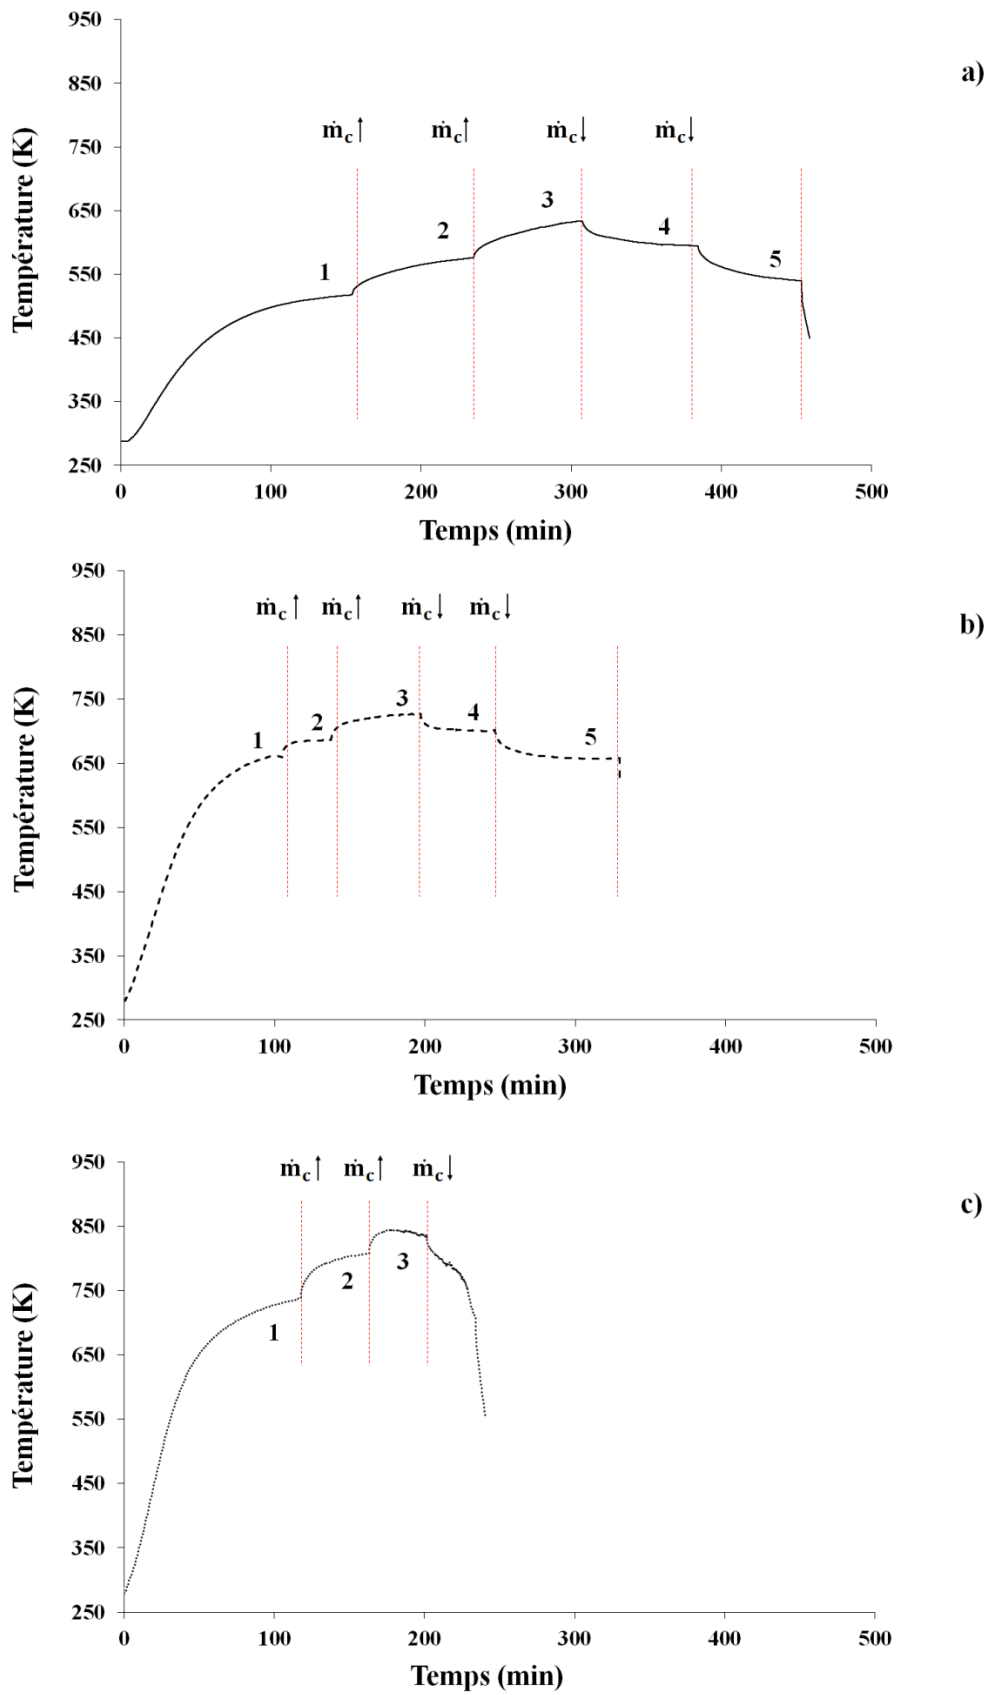 a)
950
850
750
650
550
450
350
250
Température (K)
ṁc↑ ṁc↑ ṁc↓ ṁc↓
1 2 3 4 5
0 100 200 300 400 500
Temps (min)
b)
950
850
750
650
550
450
350
250
Température (K)
ṁc↑ ṁc↑ ṁc↓ ṁc↓
1 2 3 4 5
0 100 200 300 400 500
Temps (min)
c)
950
850
750
650
550
450
350
250
Température (K)
ṁc↑ ṁc↑ ṁc↓
1 2 3
0 100 200 300 400 500
Temps (min)